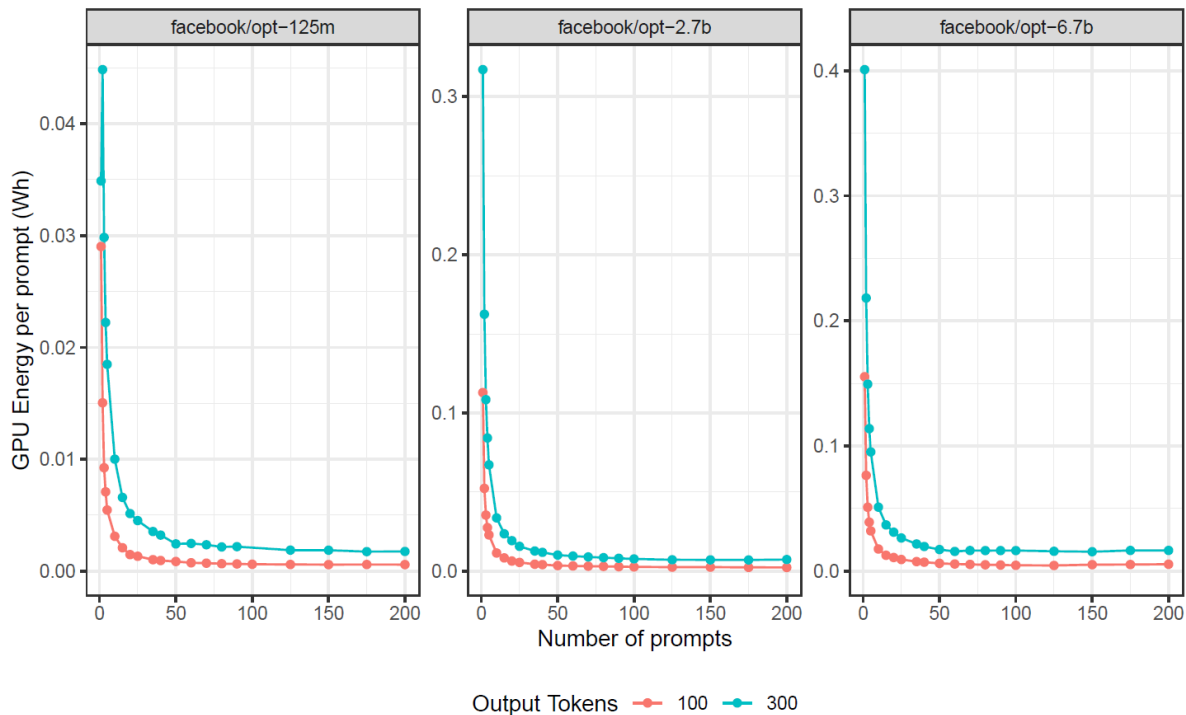 facebook/opt−125m facebook/opt−2.7b facebook/opt−6.7b
GPU Energy per prompt (Wh)
0.04
0.03
0.02
0.01
0.00
0.3
0.2
0.1
0.0
0.4
0.3
0.2
0.1
0.0
0 50 100 150 200 0 50 100 150 200 0 50 100 150 200
Number of prompts
Output Tokens 100 300